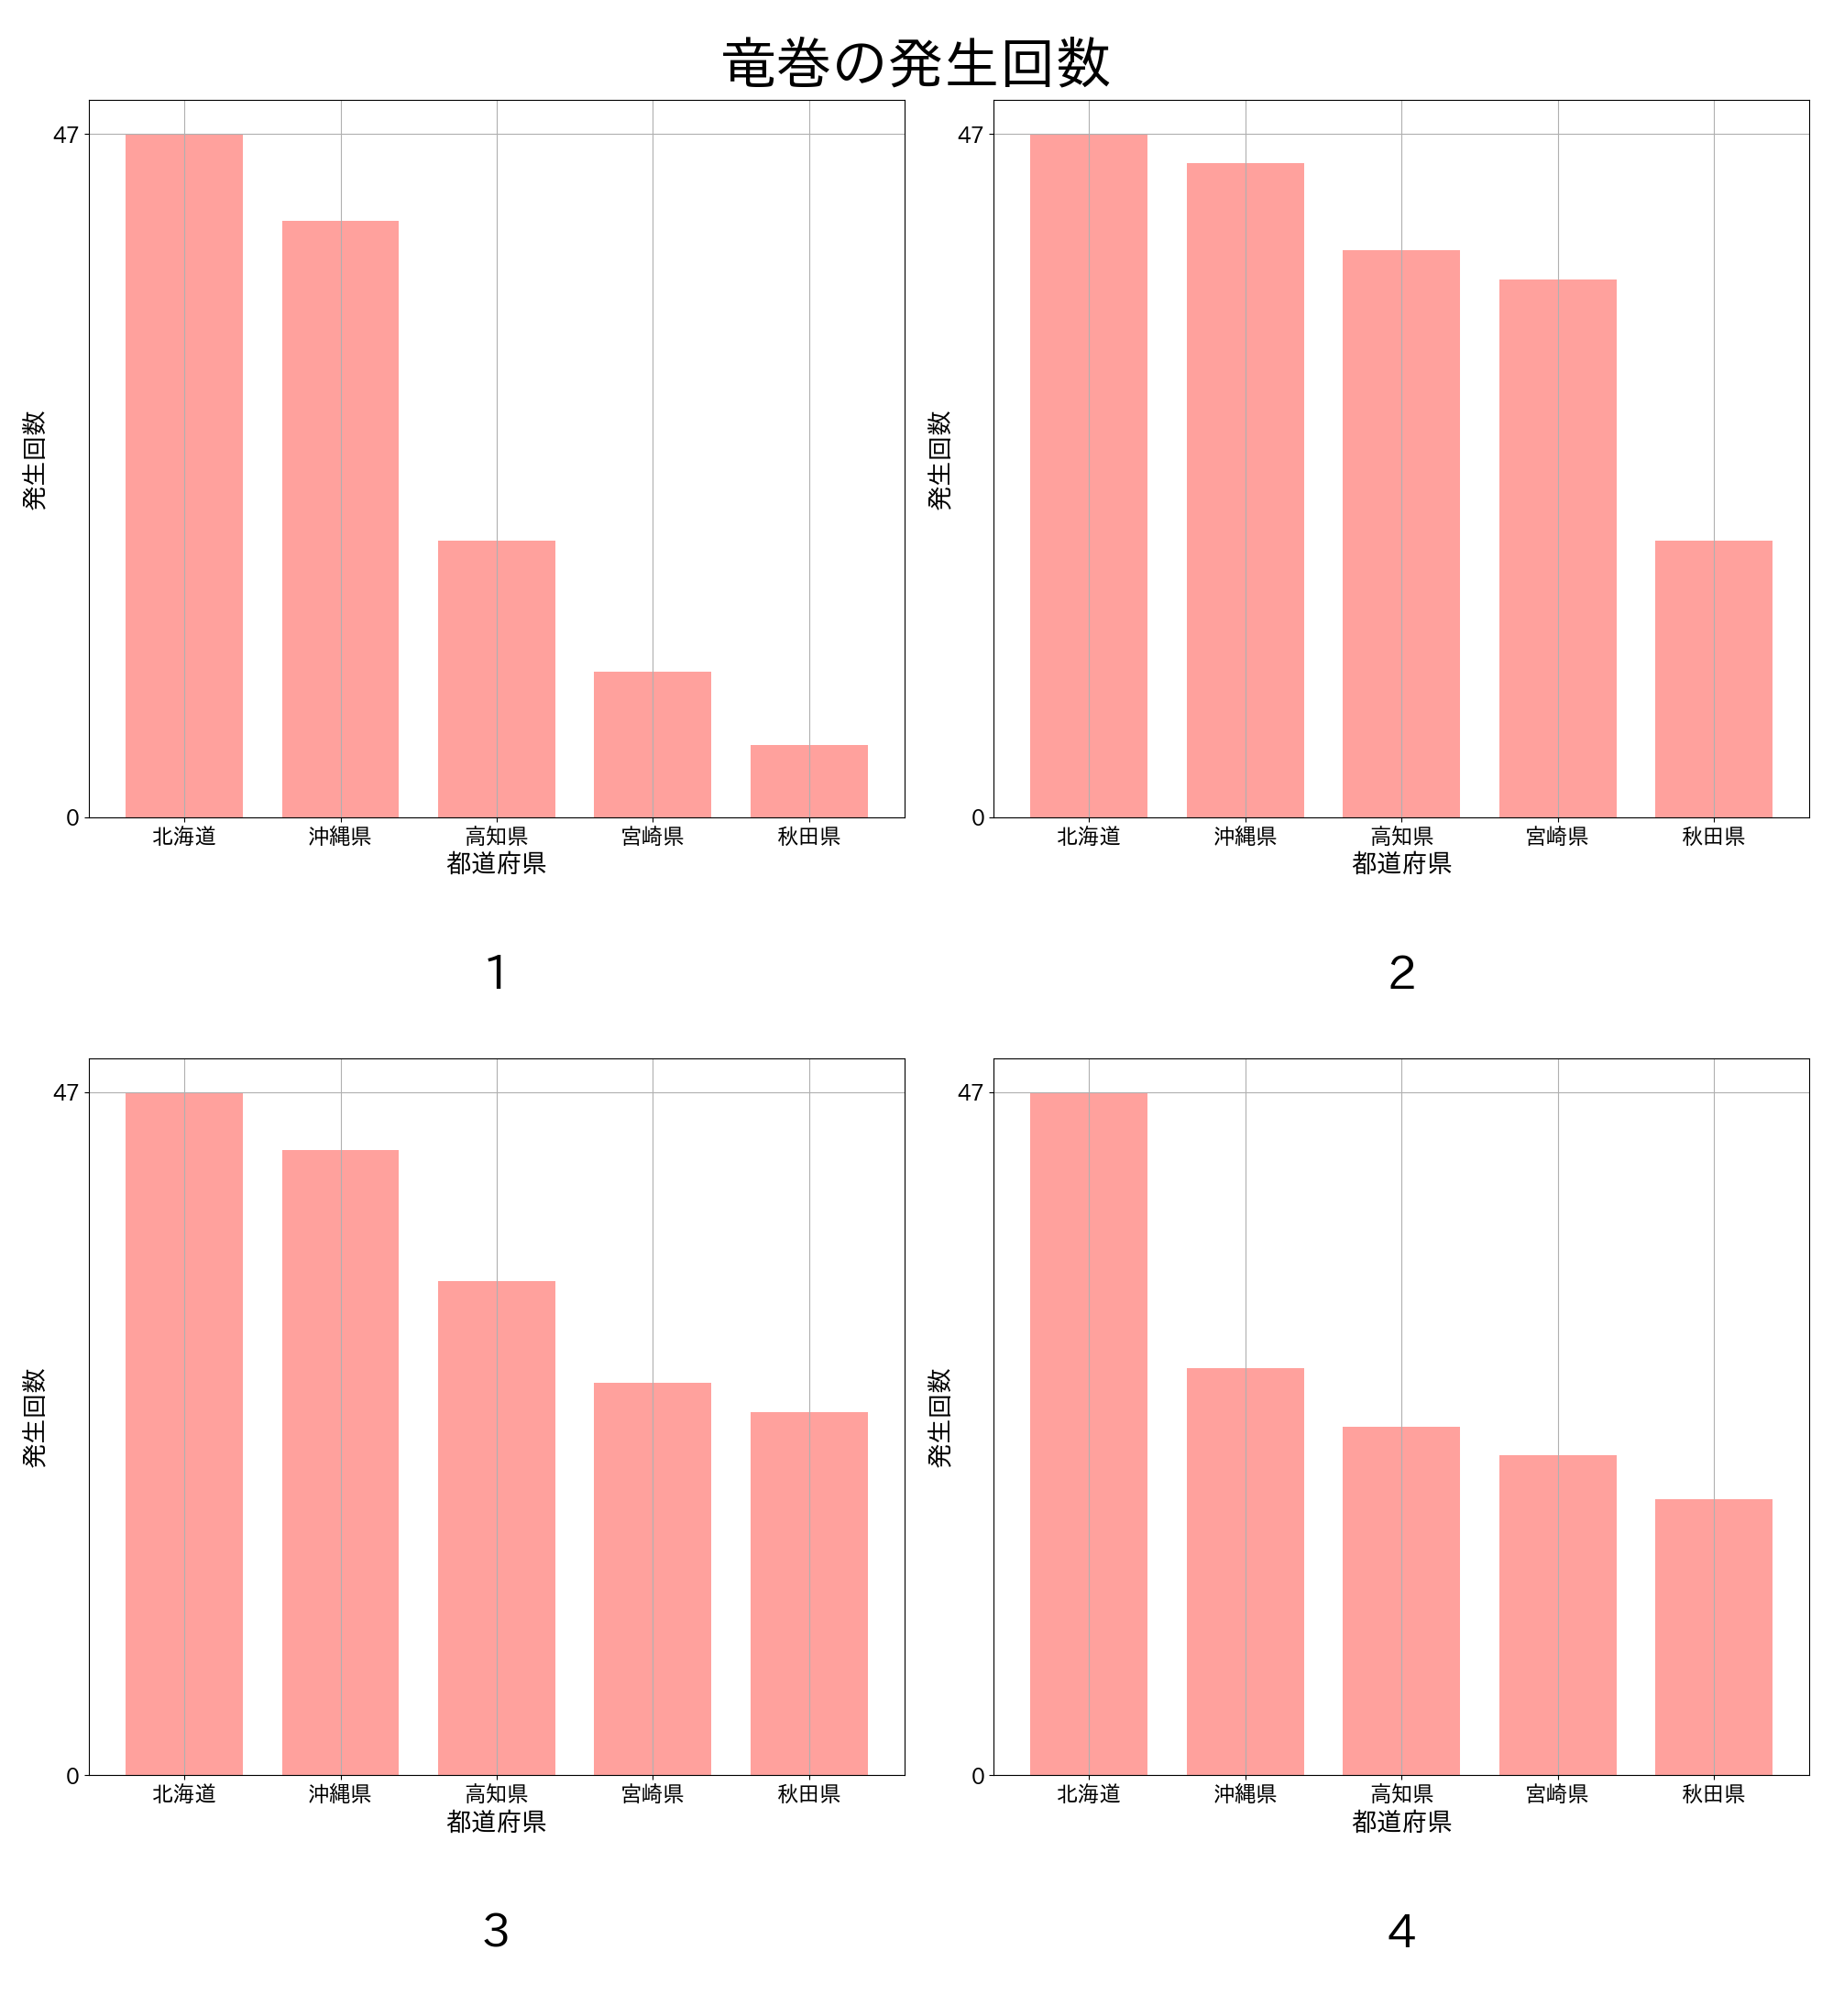 竜巻の発生回数
47
0
発生回数
北海道 沖縄県 高知県 宮崎県 秋田県
都道府県
1
47
0
発生回数
北海道 沖縄県 高知県 宮崎県 秋田県
都道府県
2
47
0
発生回数
北海道 沖縄県 高知県 宮崎県 秋田県
都道府県
3
47
0
発生回数
北海道 沖縄県 高知県 宮崎県 秋田県
都道府県
4